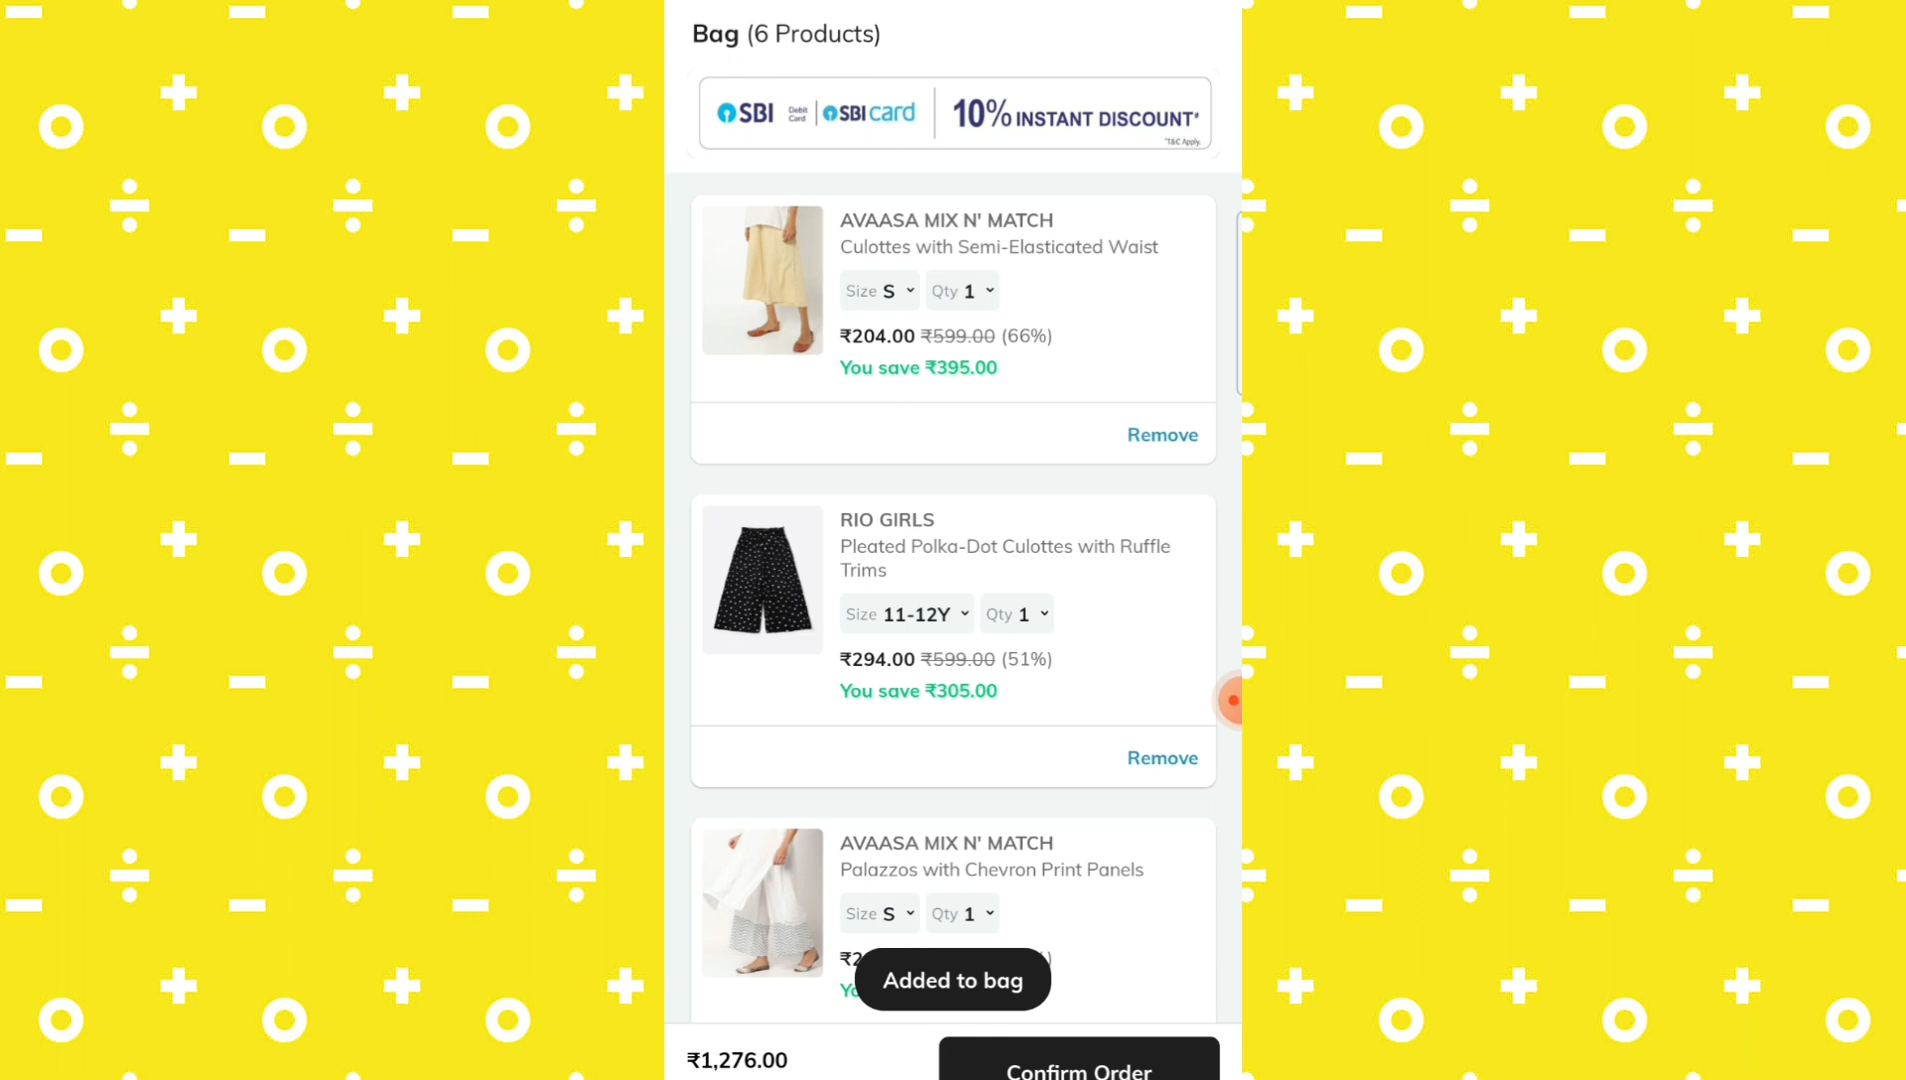 Bag (6 Products)
SBI Debit Card | SBI card | 10% INSTANT DISCOUNT*
*T&C Apply.
AVAASA MIX N' MATCH
Culottes with Semi-Elasticated Waist
Size S Qty 1
₹204.00 ₹599.00 (66%)
You save ₹395.00
Remove
RIO GIRLS
Pleated Polka-Dot Culottes with Ruffle
Trims
Size 11-12Y Qty 1
₹294.00 ₹599.00 (51%)
You save ₹305.00
Remove
AVAASA MIX N' MATCH
Palazzos with Chevron Print Panels
Size S Qty 1
Added to bag
₹1,276.00
Confirm Order